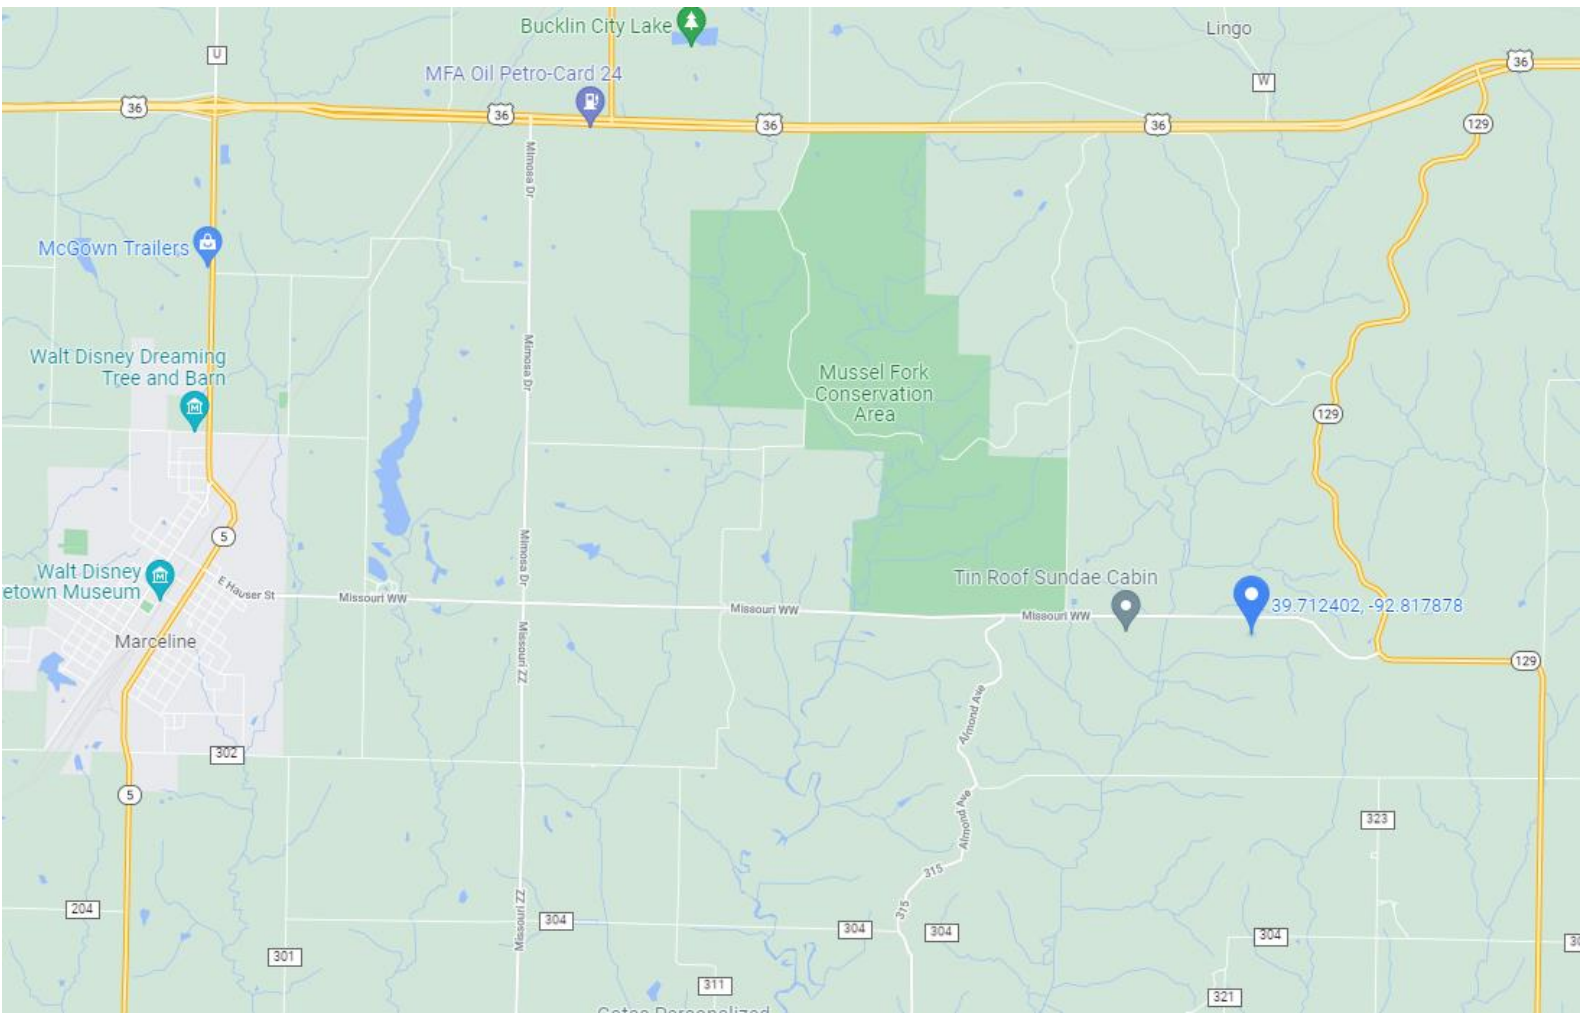 Bucklin City Lake
Lingo
U
36
MFA Oil Petro-Card 24
W
36
36
36
36
129
Mimosa Dr
McGown Trailers
Mimosa Dr
Walt Disney Dreaming
Tree and Barn
Mussel Fork
Conservation
Area
129
5
Mimosa Dr
Walt Disney
etown Museum
E Hauser St
Missouri WW
Missouri WW
Tin Roof Sundae Cabin
Missouri WW
39.712402, -92.817878
Marceline
Missouri ZZ
129
Almond Ave
302
5
Almond Ave
323
315
204
Missouri ZZ
304
315
304
304
304
30
301
311
321
Gates Personalized